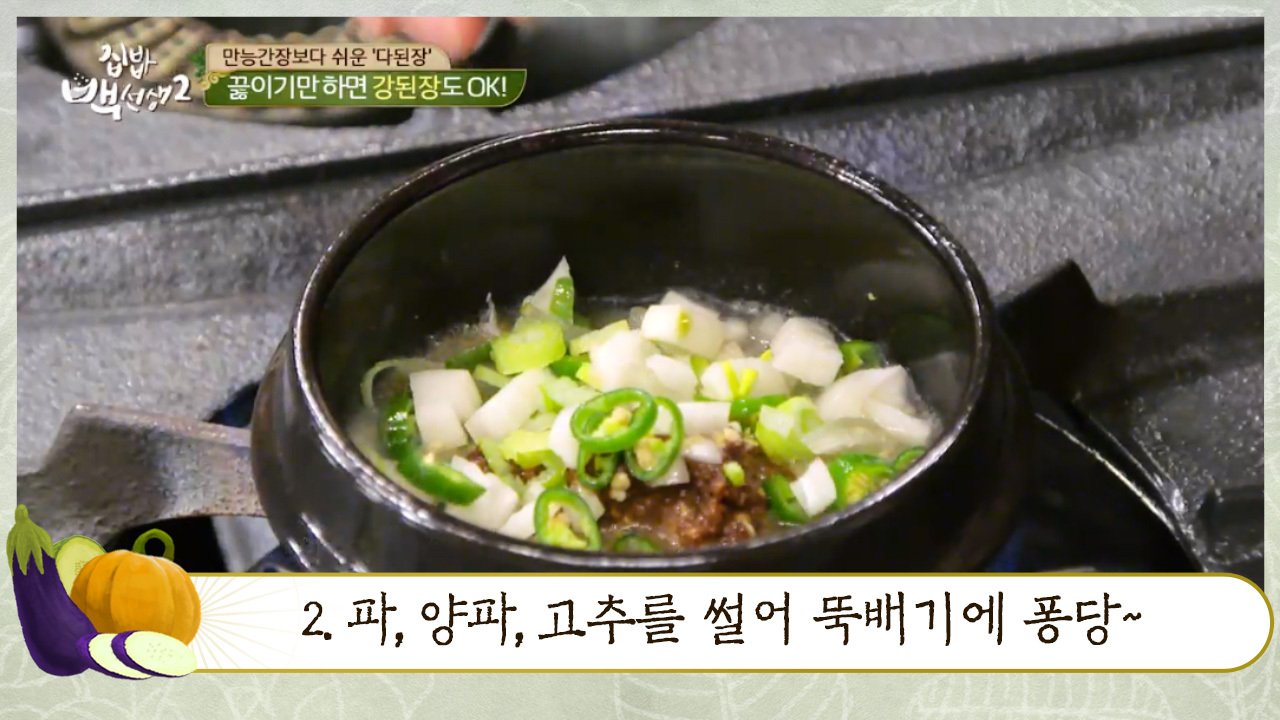 집밥
백선생2
만능간장보다 쉬운 '다된장'
끓이기만 하면 강된장도 OK!
2. 파, 양파, 고추를 썰어 뚝배기에 퐁당~